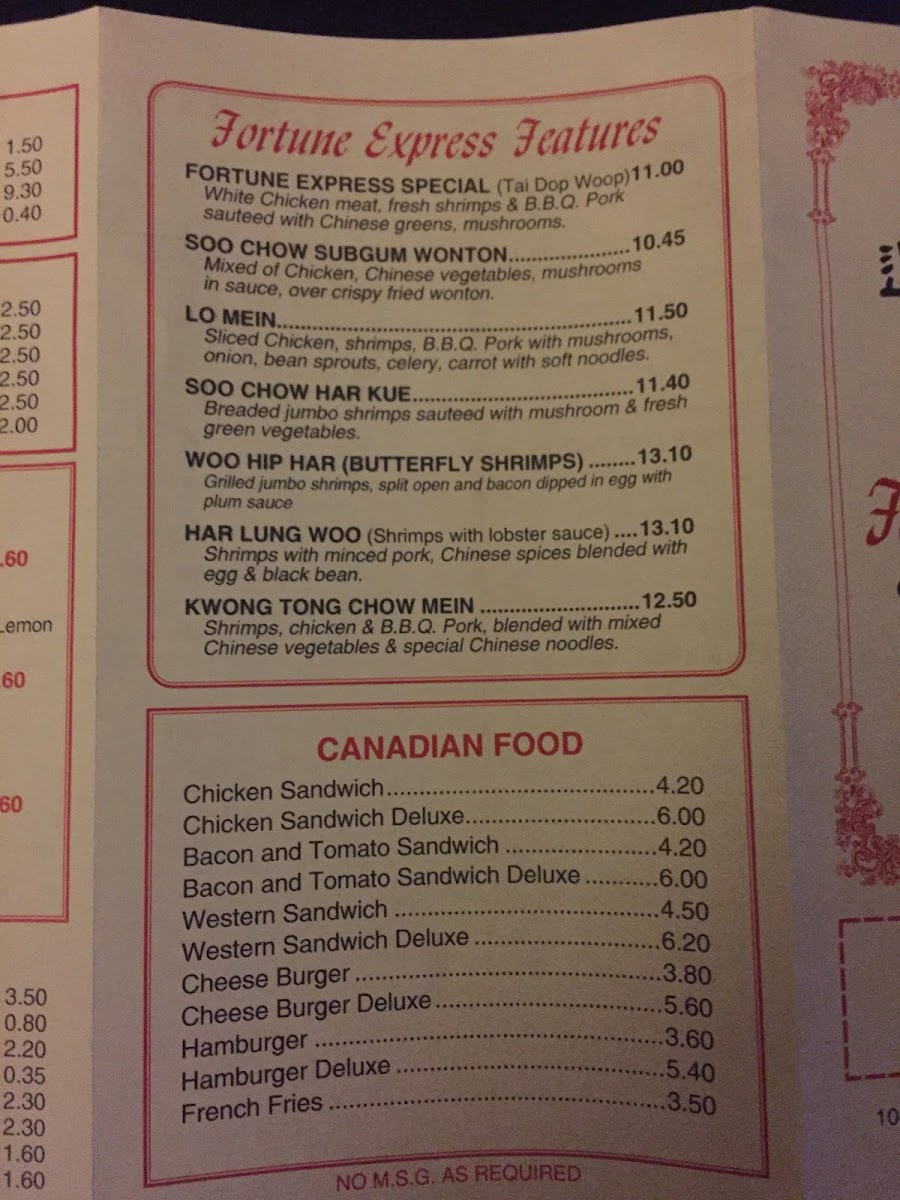 1.50
5.50
9.30
0.40
2.50
2.50
2.50
2.50
2.50
2.00
.60
Lemon
.60
.60
3.50
0.80
2.20
0.35
2.30
2.30
1.60
1.60
Fortune Express Features
FORTUNE EXPRESS SPECIAL (Tai Dop Woop)11.00
White Chicken meat, fresh shrimps & B.B.Q. Pork
sauteed with Chinese greens, mushrooms.
SOO CHOW SUBGUM WONTON....................10.45
Mixed of Chicken, Chinese vegetables, mushrooms
in sauce, over crispy fried wonton.
LO MEIN..........................................................11.50
Sliced Chicken, shrimps, B.B.Q. Pork with mushrooms,
onion, bean sprouts, celery, carrot with soft noodles.
SOO CHOW HAR KUE....................................11.40
Breaded jumbo shrimps sauteed with mushroom & fresh
green vegetables.
WOO HIP HAR (BUTTERFLY SHRIMPS) ........13.10
Grilled jumbo shrimps, split open and bacon dipped in egg with
plum sauce
HAR LUNG WOO (Shrimps with lobster sauce) ....13.10
Shrimps with minced pork, Chinese spices blended with
egg & black bean.
KWONG TONG CHOW MEIN ..........................12.50
Shrimps, chicken & B.B.Q. Pork, blended with mixed
Chinese vegetables & special Chinese noodles.
CANADIAN FOOD
Chicken Sandwich............................................4.20
Chicken Sandwich Deluxe...............................6.00
Bacon and Tomato Sandwich .........................4.20
Bacon and Tomato Sandwich Deluxe ............6.00
Western Sandwich ...........................................4.50
Western Sandwich Deluxe ..............................6.20
Cheese Burger .................................................3.80
Cheese Burger Deluxe.....................................5.60
Hamburger ........................................................3.60
Hamburger Deluxe ...........................................5.40
French Fries ......................................................3.50
NO M.S.G. AS REQUIRED
10